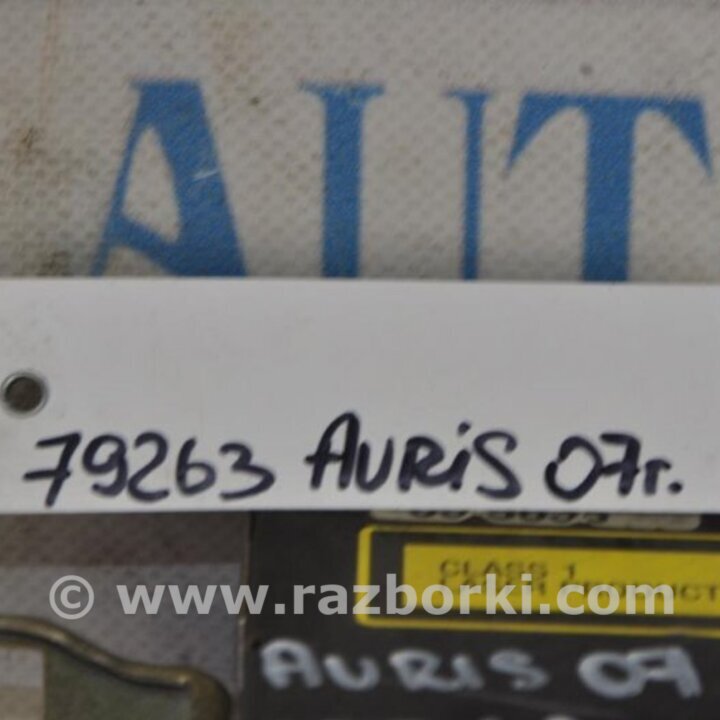 AUT
79263 AURIS 07г.
CLASS 1
© www.razborki.com
AURIS 07